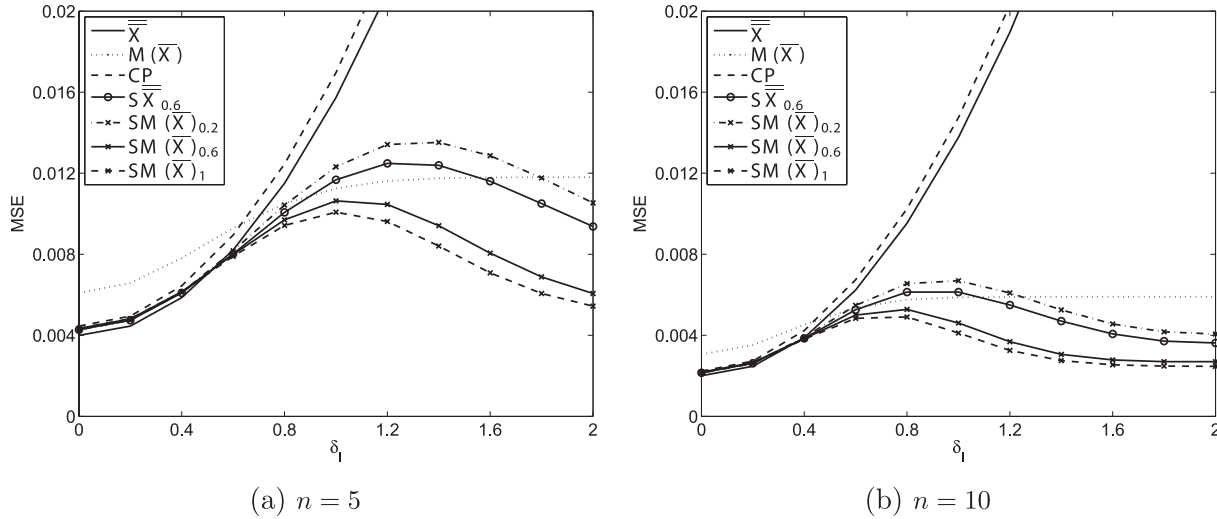 0.02
0.016
0.012
0.008
0.004
0
MSE
X̿
M (X̅)
CP
S X̿ 0.6
SM (X̅)0.2
SM (X̅)0.6
SM (X̅)1
0 0.4 0.8 1.2 1.6 2
δI
(a) n = 5
0.02
0.016
0.012
0.008
0.004
0
MSE
X̿
M (X̅)
CP
S X̿ 0.6
SM (X̅)0.2
SM (X̅)0.6
SM (X̅)1
0 0.4 0.8 1.2 1.6 2
δI
(b) n = 10